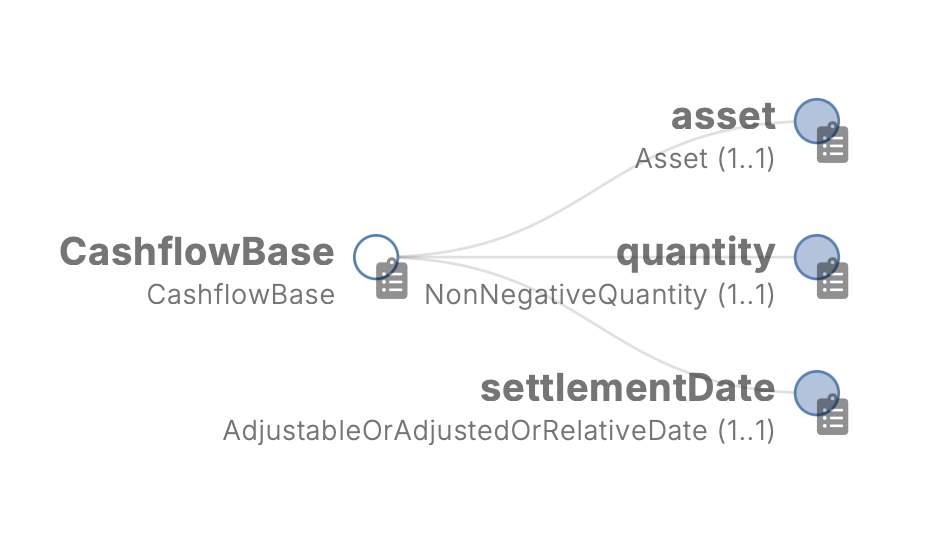 asset
Asset (1..1)
CashflowBase
CashflowBase
quantity
NonNegativeQuantity (1..1)
settlementDate
AdjustableOrAdjustedOrRelativeDate (1..1)